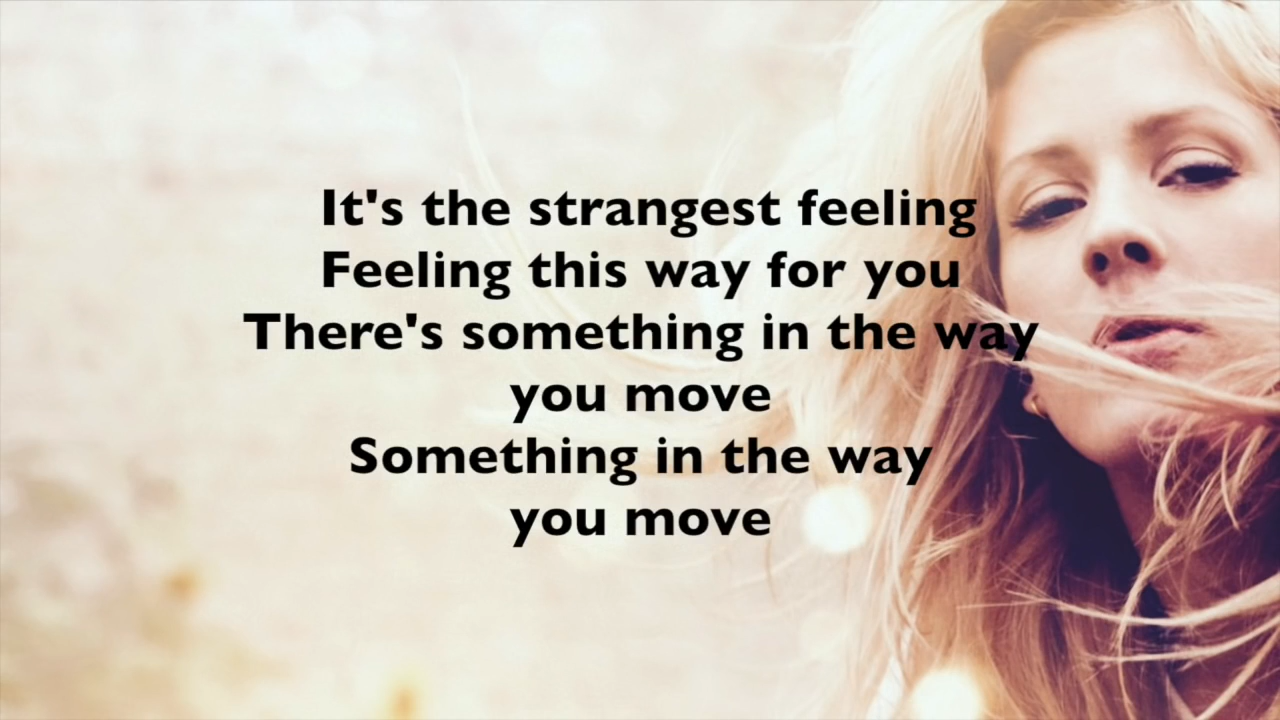 It's the strangest feeling
Feeling this way for you
There's something in the way
you move
Something in the way
you move